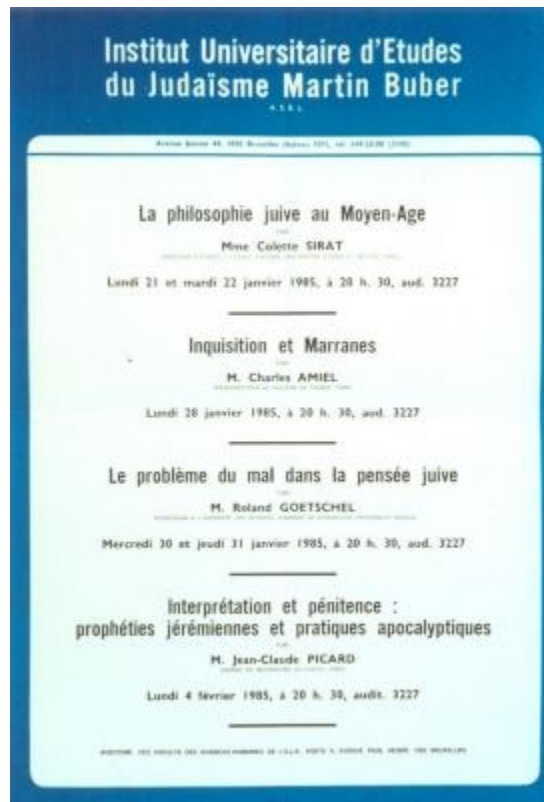 Institut Universitaire d'Etudes
du Judaïsme Martin Buber
A.S.B.L.
La philosophie juive au Moyen-Age
par
Mme Colette SIRAT
Lundi 21 et mardi 22 janvier 1985, à 20 h. 30, aud. 3227
Inquisition et Marranes
par
M. Charles AMIEL
Lundi 28 janvier 1985, à 20 h. 30, aud. 3227
Le problème du mal dans la pensée juive
par
M. Roland GOETSCHEL
Mercredi 30 et jeudi 31 janvier 1985, à 20 h. 30, aud. 3227
Interprétation et pénitence :
prophéties jérémiennes et pratiques apocalyptiques
par
M. Jean-Claude PICARD
Lundi 4 février 1985, à 20 h. 30, audit. 3227